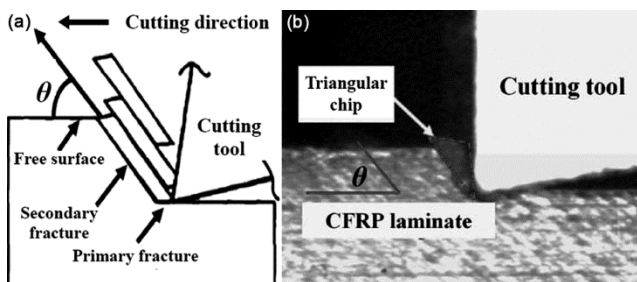 (a)
Cutting direction
θ
Cutting
tool
Free surface
Secondary
fracture
Primary fracture
(b)
Triangular
chip
Cutting tool
θ
CFRP laminate